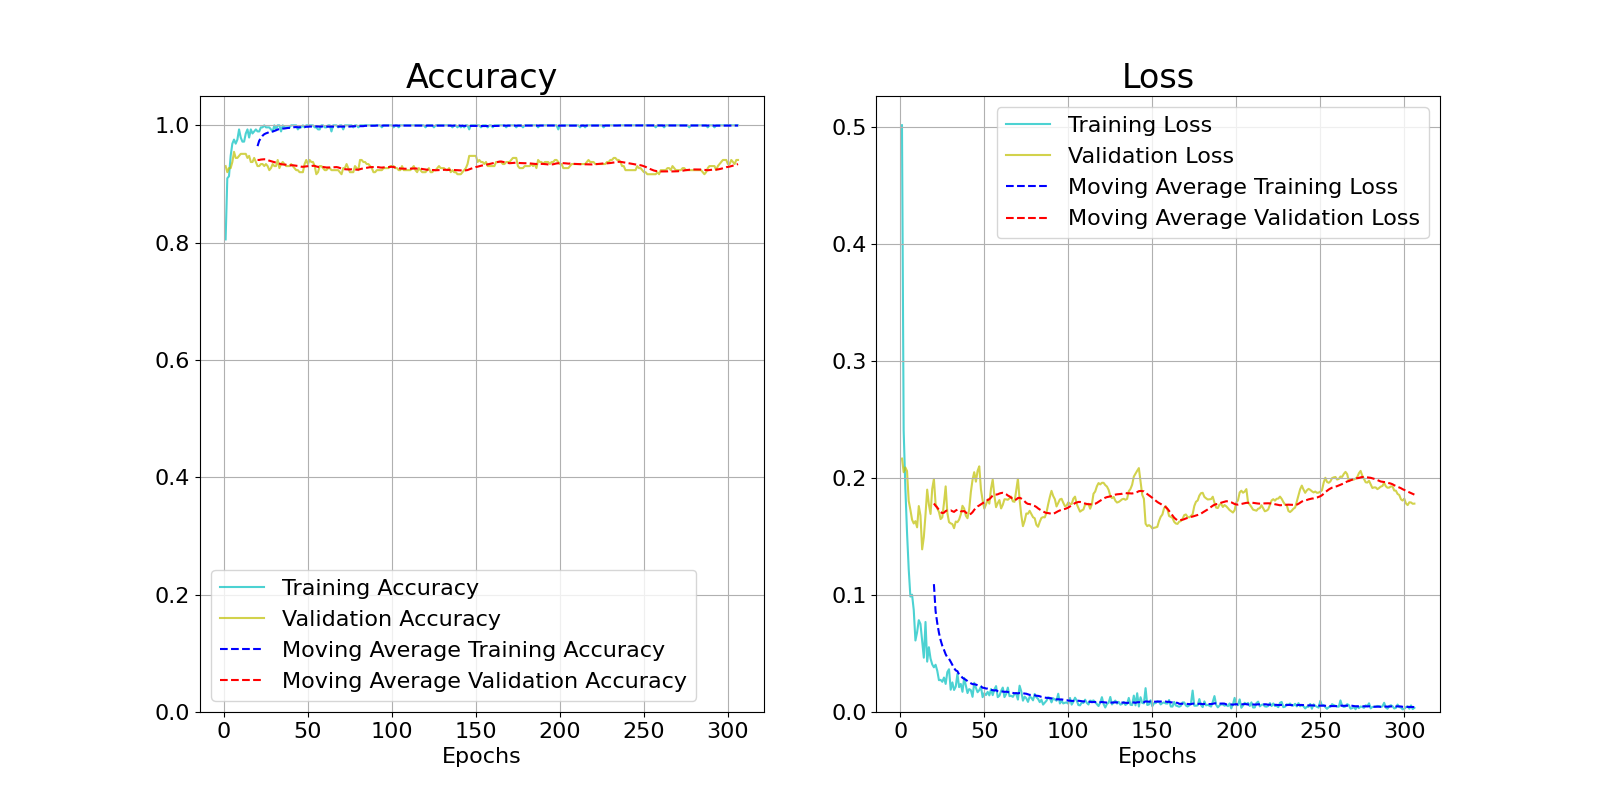 Accuracy
1.0
0.8
0.6
0.4
0.2
0.0
Training Accuracy
Validation Accuracy
Moving Average Training Accuracy
Moving Average Validation Accuracy
0 50 100 150 200 250 300
Epochs
Loss
0.5
0.4
0.3
0.2
0.1
0.0
Training Loss
Validation Loss
Moving Average Training Loss
Moving Average Validation Loss
0 50 100 150 200 250 300
Epochs